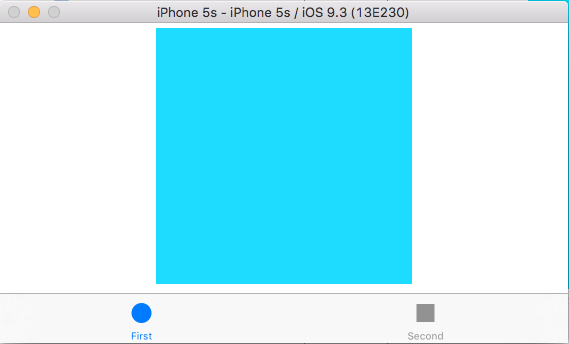 iPhone 5s - iPhone 5s / iOS 9.3 (13E230)
First
Second